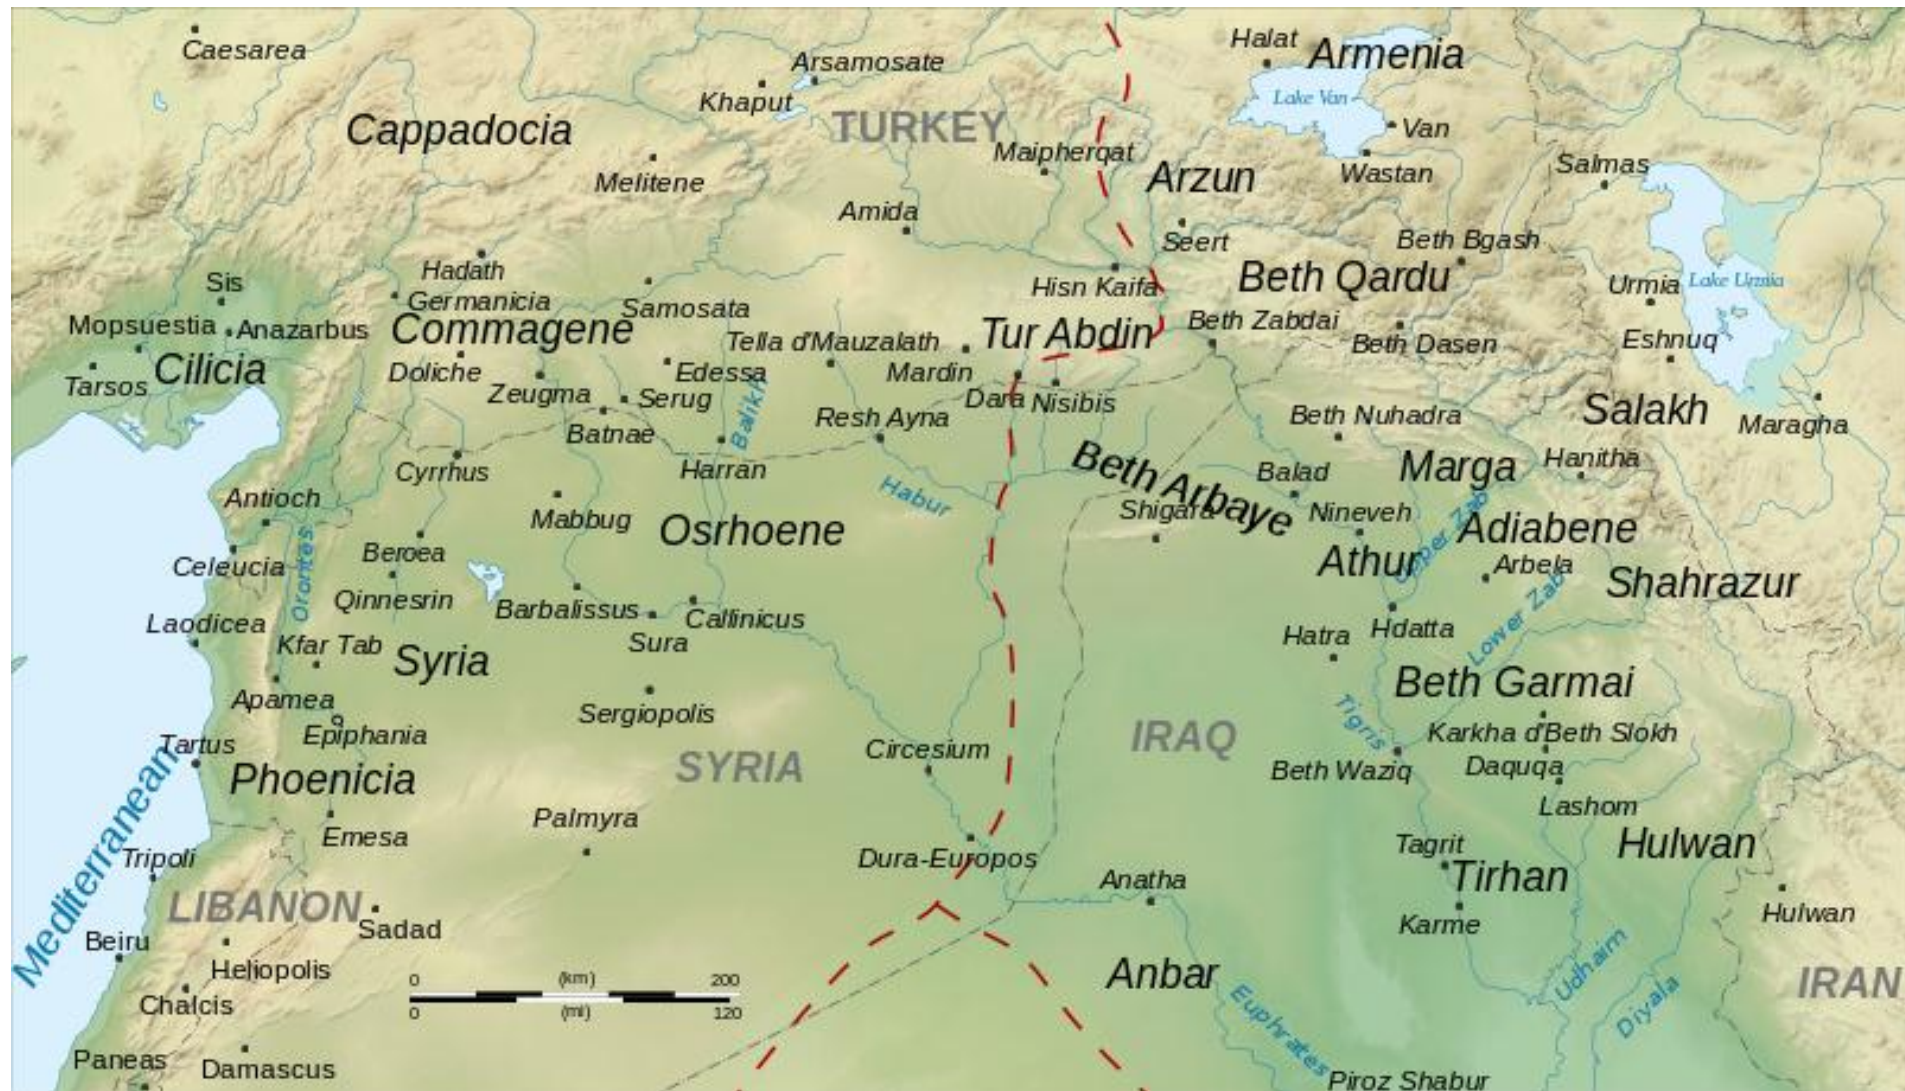 Caesarea
Halat
Armenia
Arsamosate
Khaput
Lake Van
Cappadocia
TURKEY
Van
Maipherqat
Melitene
Arzun
Wastan
Salmas
Amida
Seert
Beth Bgash
Hadath
Sis
Germanicia
Samosata
Hisn Kaifa
Beth Qardu
Urmia
Lake Urmia
Mopsuestia
Anazarbus
Commagene
Tella d'Mauzalath
Tur Abdin
Beth Zabdai
Beth Dasen
Eshnuq
Tarsos
Cilicia
Doliche
Zeugma
Serug
Edessa
Mardin
Dara
Nisibis
Balikh
Batnae
Resh Ayna
Beth Nuhadra
Salakh
Maragha
Cyrrhus
Harran
Habur
Beth Arbaye
Balad
Marga
Hanitha
Antioch
Mabbug
Osrhoene
Shigara
Nineveh
Upper Zab
Adiabene
Celeucia
Orontes
Beroea
Athur
Arbela
Shahrazur
Qinnesrin
Barbalissus
Callinicus
Laodicea
Kfar Tab
Syria
Sura
Hatra
Hdatta
Lower Zab
Apamea
Sergiopolis
Beth Garmai
Epiphania
Tartus
Tigris
Karkha d'Beth Slokh
Phoenicia
SYRIA
Circesium
IRAQ
Beth Waziq
Daquqa
Mediterranean
Emesa
Palmyra
Lashom
Tripoli
Dura-Europos
Tagrit
Hulwan
LIBANON
Anatha
Tirhan
Sadad
Karme
Hulwan
Beiru
Heliopolis
Anbar
Udhaim
IRAN
Chalcis
0 (km) 200
0 (mi) 120
Euphrates
Diyala
Paneas
Damascus
Piroz Shabur